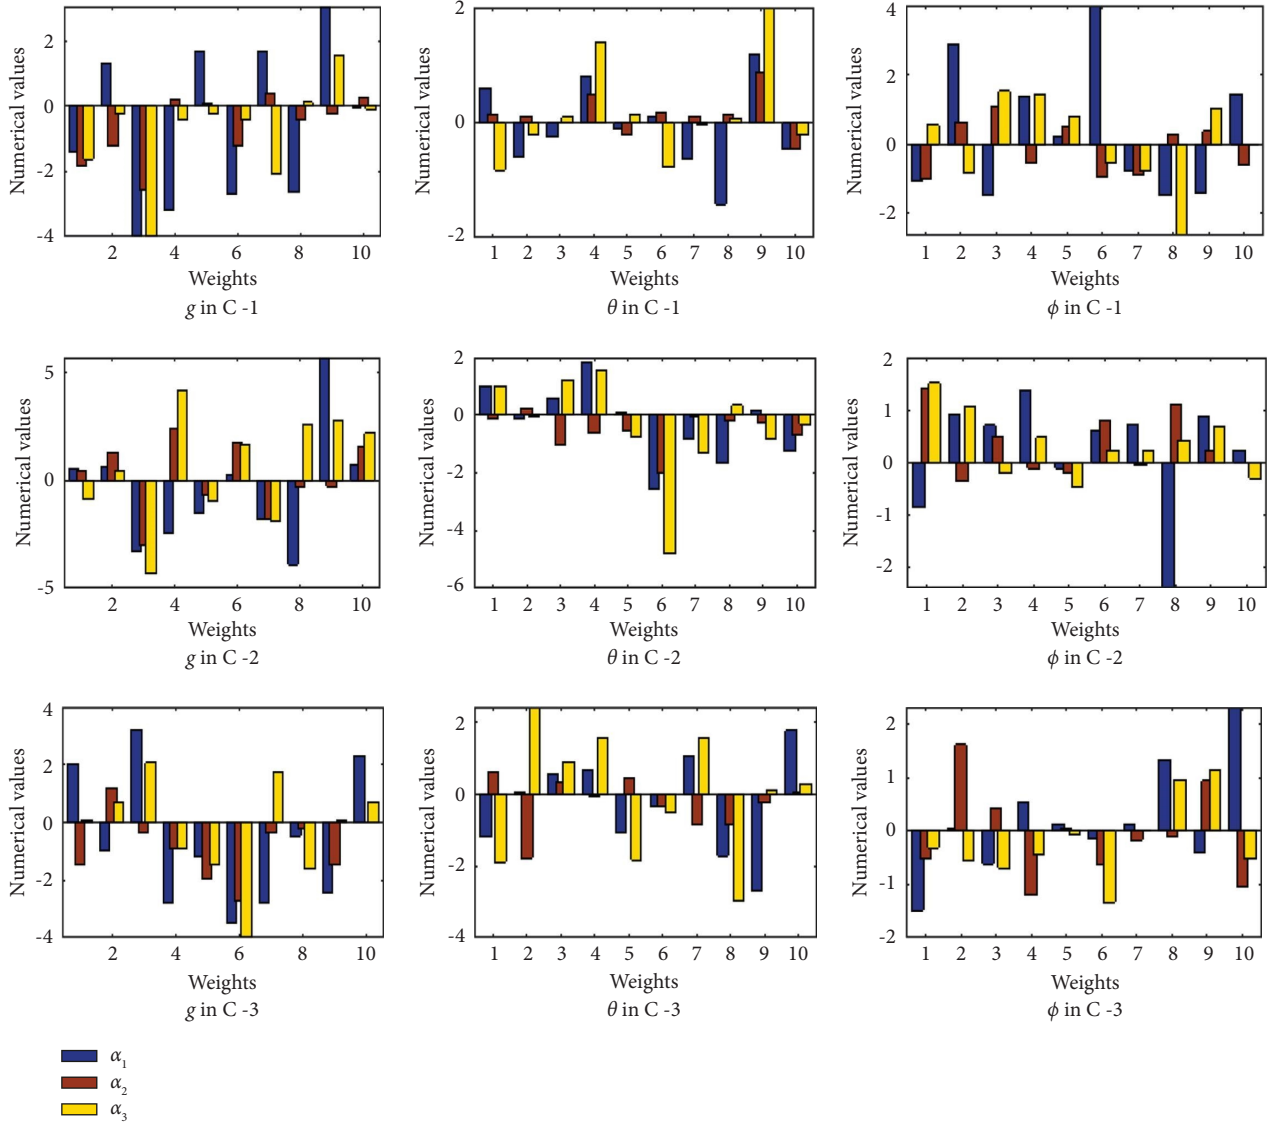 2
0
-2
-4
Numerical values
2 4 6 8 10
Weights
g in C -1
2
0
-2
Numerical values
1 2 3 4 5 6 7 8 9 10
Weights
θ in C -1
4
2
0
-2
Numerical values
1 2 3 4 5 6 7 8 9 10
Weights
ϕ in C -1
5
0
-5
Numerical values
2 4 6 8 10
Weights
g in C -2
2
0
-2
-4
-6
Numerical values
1 2 3 4 5 6 7 8 9 10
Weights
θ in C -2
2
1
0
-1
-2
Numerical values
1 2 3 4 5 6 7 8 9 10
Weights
ϕ in C -2
4
2
0
-2
-4
Numerical values
2 4 6 8 10
Weights
g in C -3
2
0
-2
-4
Numerical values
1 2 3 4 5 6 7 8 9 10
Weights
θ in C -3
2
1
0
-1
-2
Numerical values
1 2 3 4 5 6 7 8 9 10
Weights
ϕ in C -3
α₁
α₂
α₃